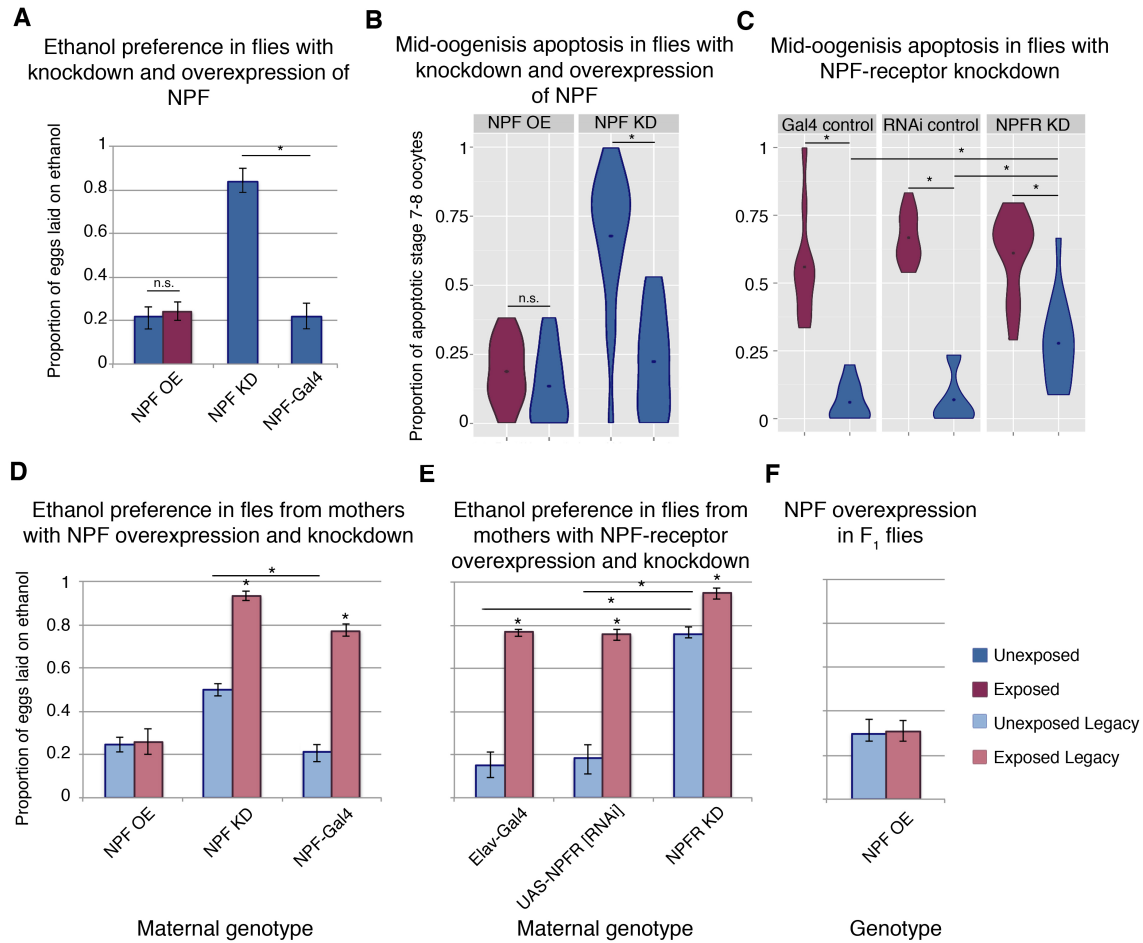 A
Ethanol preference in flies with
knockdown and overexpression of
NPF
Proportion of eggs laid on ethanol
1
0.8
0.6
0.4
0.2
0
n.s.
*
NPF OE
NPF KD
NPF-Gal4
B
Mid-oogenisis apoptosis in flies with
knockdown and overexpression
of NPF
Proportion of apoptotic stage 7-8 oocytes
NPF OE
NPF KD
1
0.75
0.5
0.25
0
n.s.
*
C
Mid-oogenisis apoptosis in flies with
NPF-receptor knockdown
Gal4 control
RNAi control
NPFR KD
1
0.75
0.5
0.25
0
*
*
*
*
*
D
Ethanol preference in flies from mothers
with NPF overexpression and knockdown
Proportion of eggs laid on ethanol
1
0.8
0.6
0.4
0.2
0
*
*
*
NPF OE
NPF KD
NPF-Gal4
Maternal genotype
E
Ethanol preference in flies from
mothers with NPF-receptor
overexpression and knockdown
*
*
*
*
*
Elav-Gal4
UAS-NPFR [RNAi]
NPFR KD
Maternal genotype
F
NPF overexpression
in F1 flies
NPF OE
Genotype
Unexposed
Exposed
Unexposed Legacy
Exposed Legacy